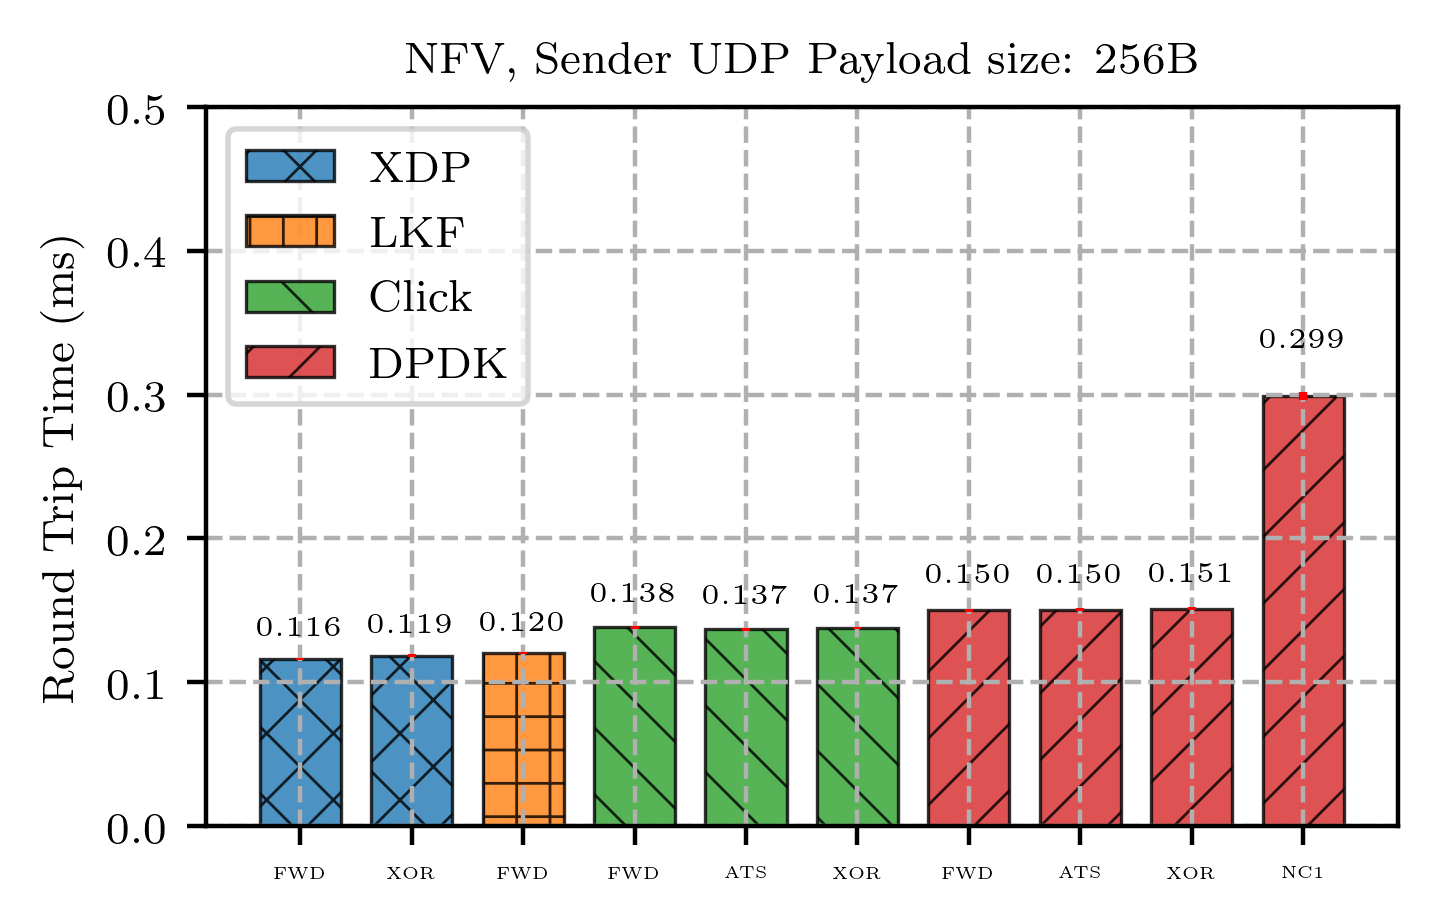 NFV, Sender UDP Payload size: 256B
Round Trip Time (ms)
0.5
0.4
0.3
0.2
0.1
0.0
XDP
LKF
Click
DPDK
0.116
0.119
0.120
0.138
0.137
0.137
0.150
0.150
0.151
0.299
FWD
XOR
FWD
FWD
ATS
XOR
FWD
ATS
XOR
NC1